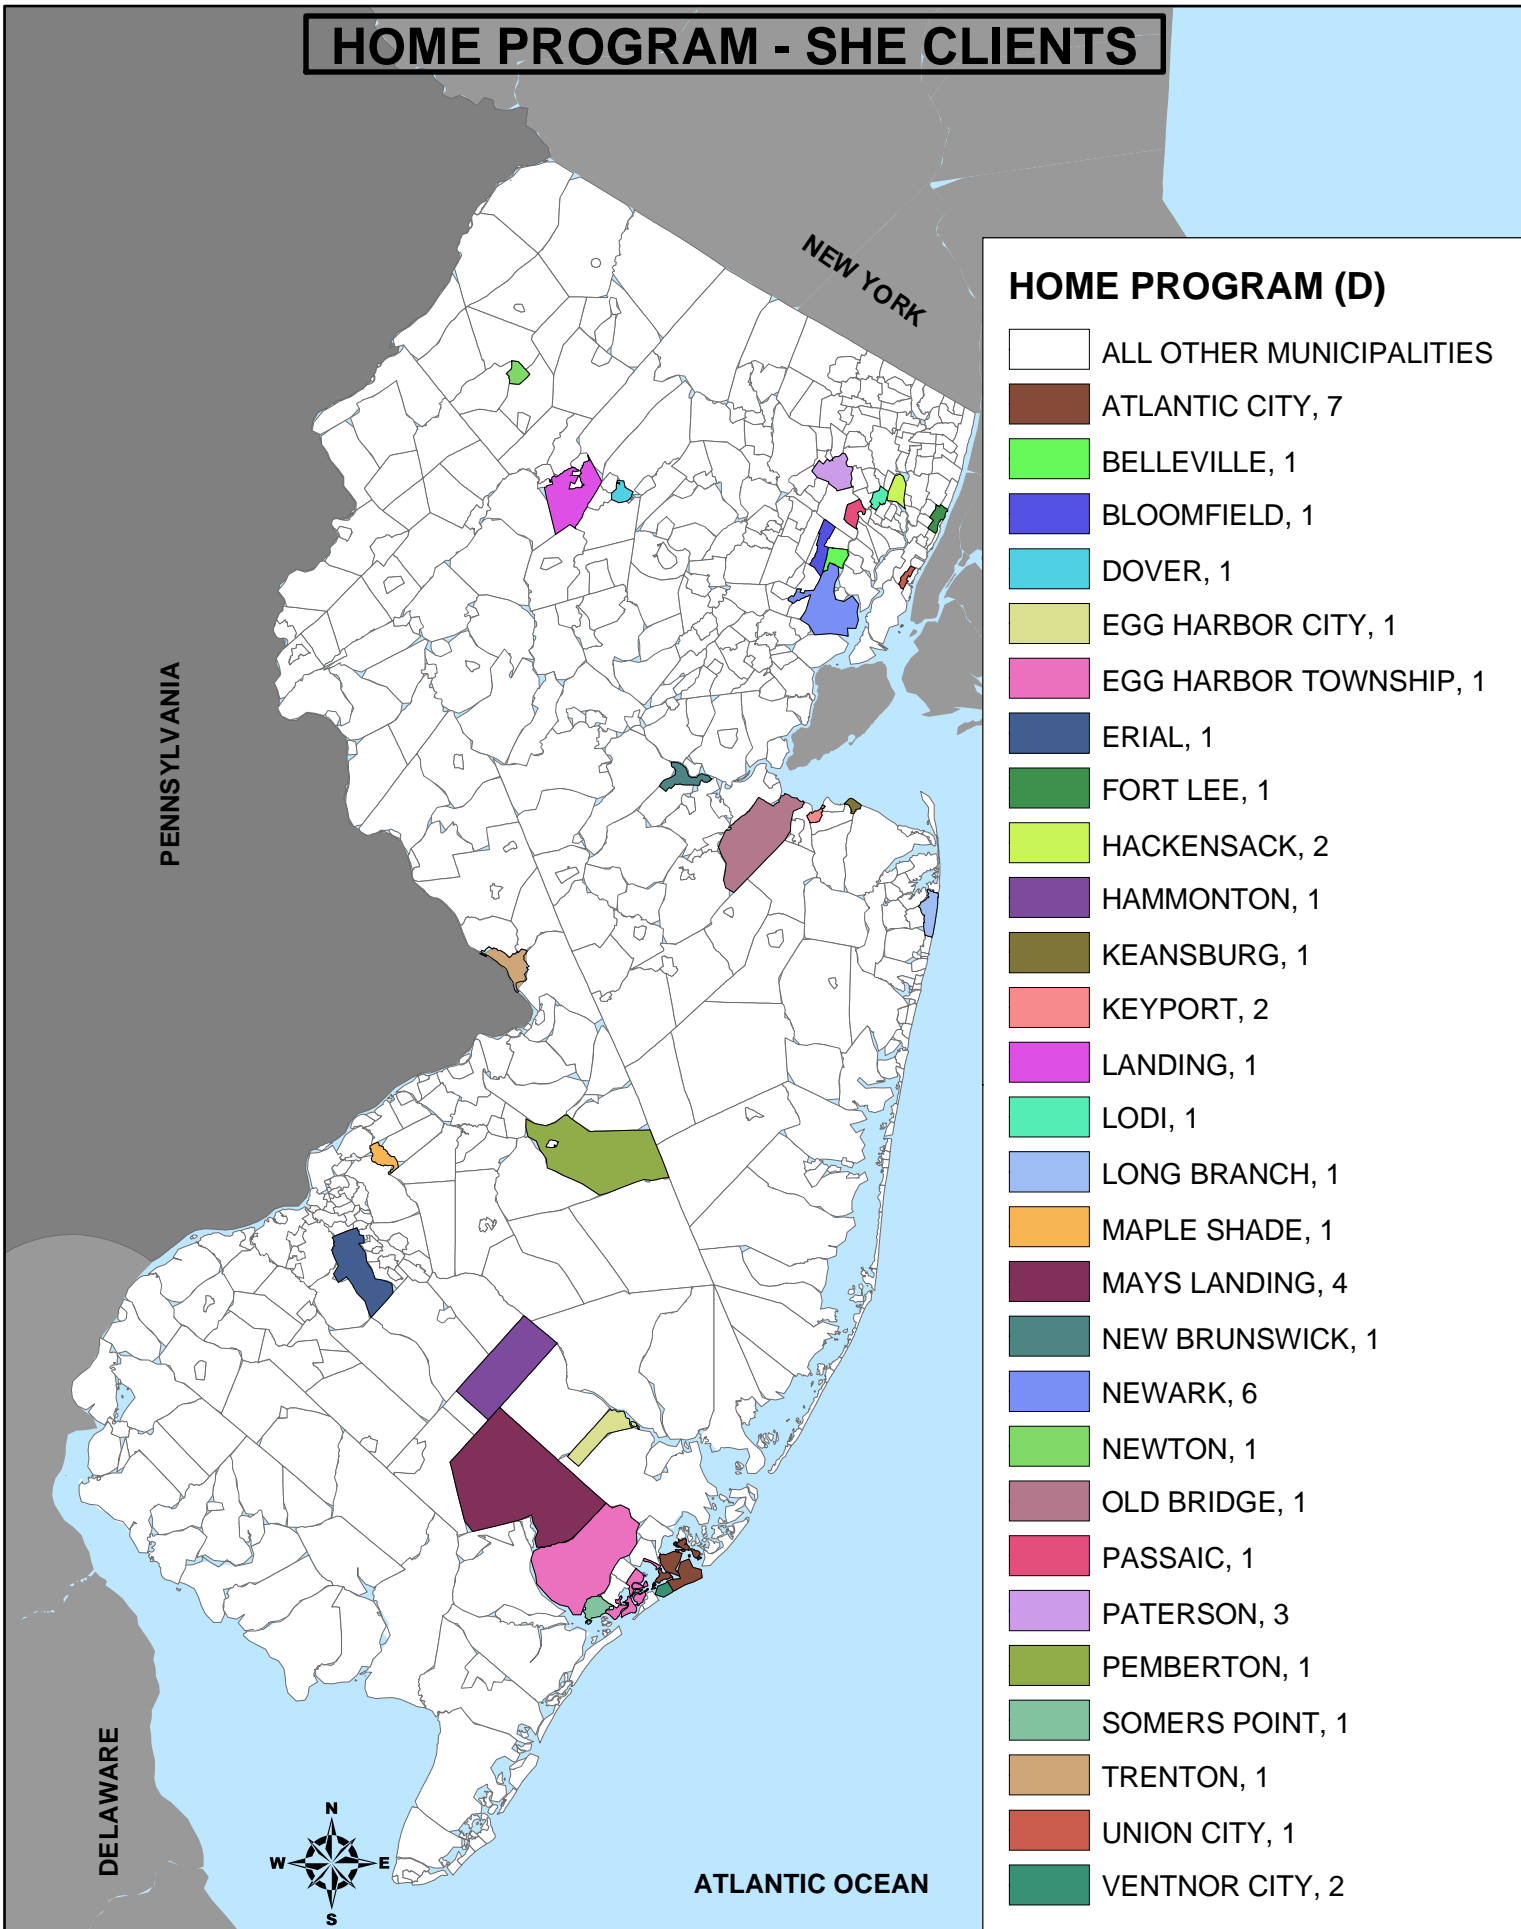 HOME PROGRAM - SHE CLIENTS
NEW YORK
PENNSYLVANIA
DELAWARE
ATLANTIC OCEAN
N
W
E
S
HOME PROGRAM (D)
ALL OTHER MUNICIPALITIES
ATLANTIC CITY, 7
BELLEVILLE, 1
BLOOMFIELD, 1
DOVER, 1
EGG HARBOR CITY, 1
EGG HARBOR TOWNSHIP, 1
ERIAL, 1
FORT LEE, 1
HACKENSACK, 2
HAMMONTON, 1
KEANSBURG, 1
KEYPORT, 2
LANDING, 1
LODI, 1
LONG BRANCH, 1
MAPLE SHADE, 1
MAYS LANDING, 4
NEW BRUNSWICK, 1
NEWARK, 6
NEWTON, 1
OLD BRIDGE, 1
PASSAIC, 1
PATERSON, 3
PEMBERTON, 1
SOMERS POINT, 1
TRENTON, 1
UNION CITY, 1
VENTNOR CITY, 2